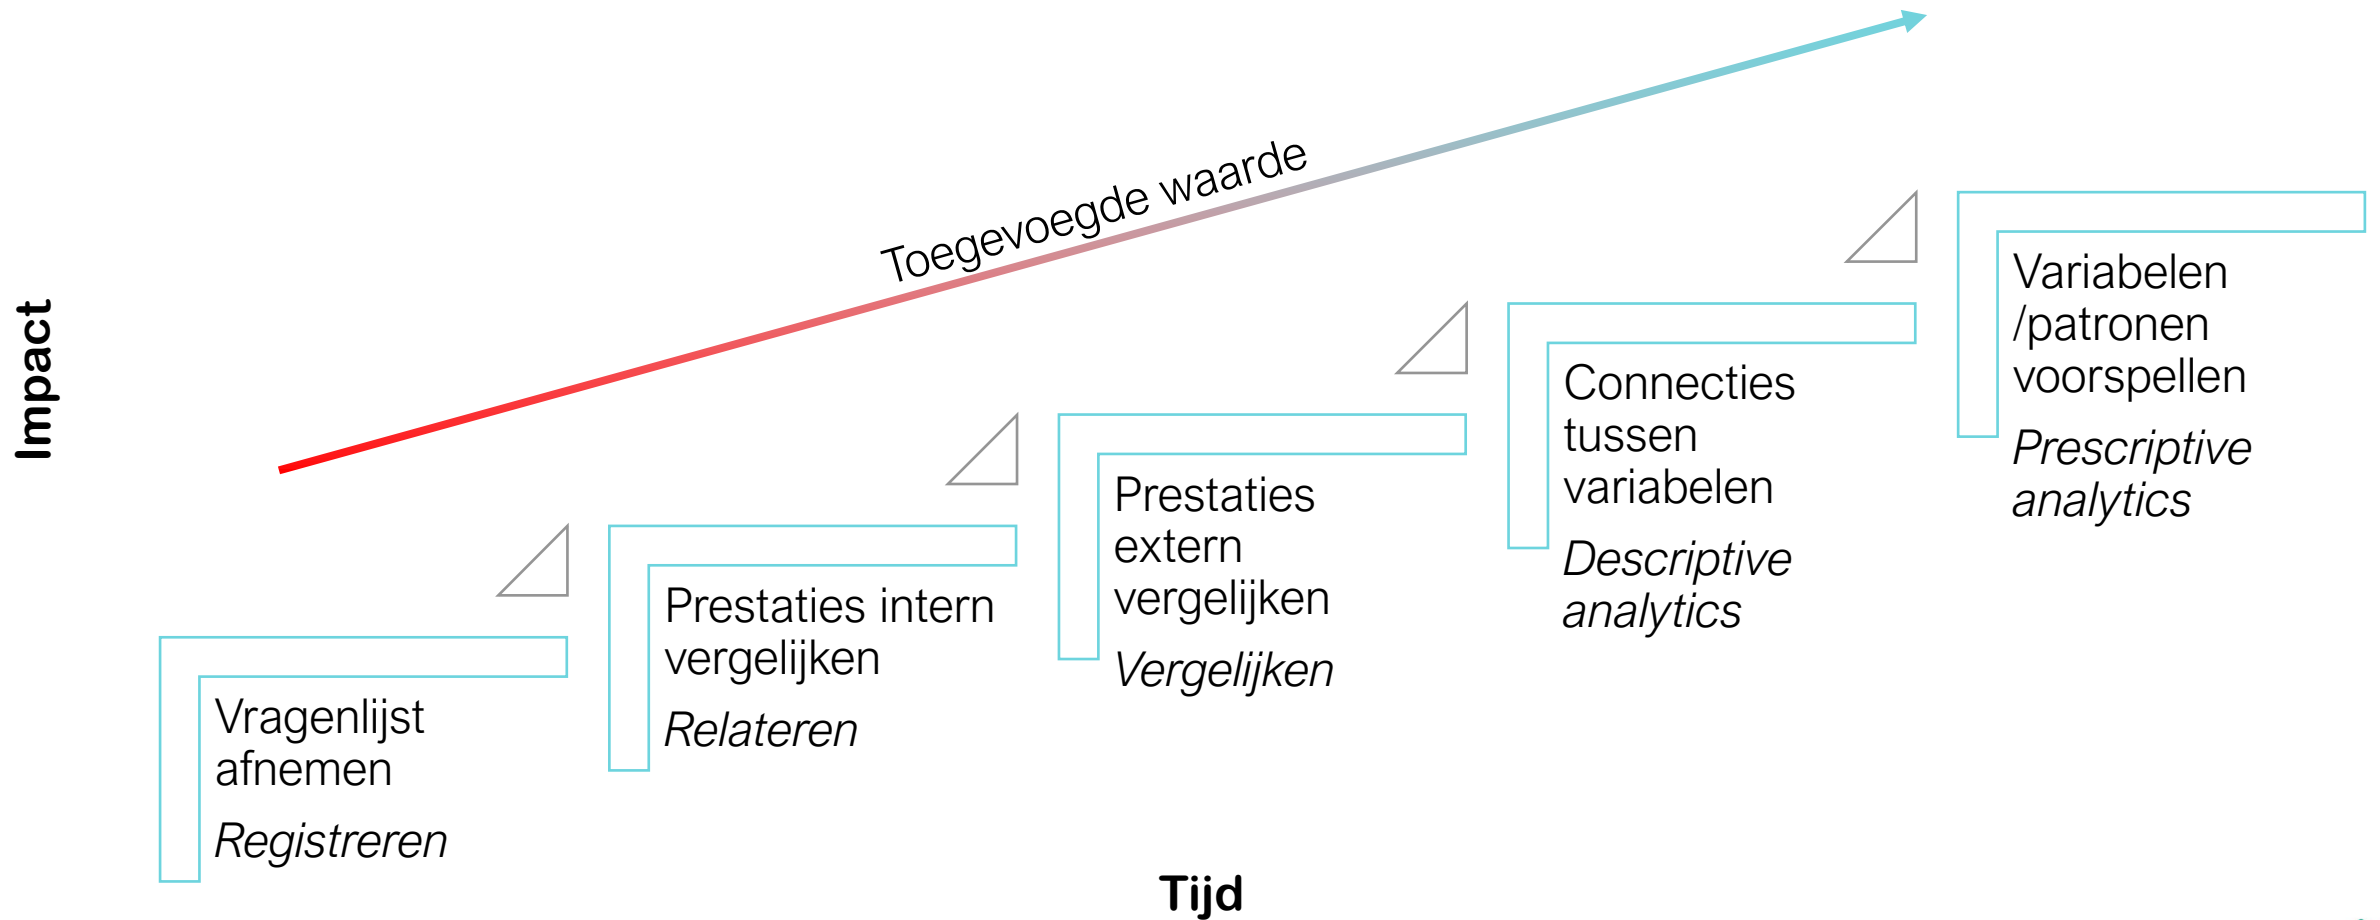 Impact
Toegevoegde waarde
Vragenlijst
afnemen
Registreren
Prestaties intern
vergelijken
Relateren
Prestaties
extern
vergelijken
Vergelijken
Connecties
tussen
variabelen
Descriptive
analytics
Variabelen
/patronen
voorspellen
Prescriptive
analytics
Tijd